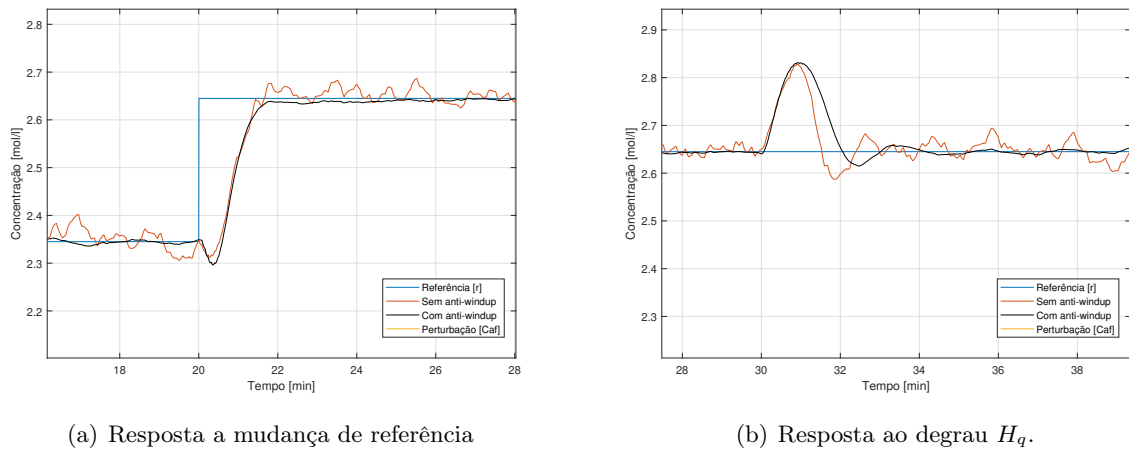 2.8
2.7
2.6
2.5
2.4
2.3
2.2
Concentração [mol/l]
18 20 22 24 26 28
Tempo [min]
Referência [r]
Sem anti-windup
Com anti-windup
Perturbação [Caf]
(a) Resposta a mudança de referência
2.9
2.8
2.7
2.6
2.5
2.4
2.3
Concentração [mol/l]
28 30 32 34 36 38
Tempo [min]
Referência [r]
Sem anti-windup
Com anti-windup
Perturbação [Caf]
(b) Resposta ao degrau H_q.